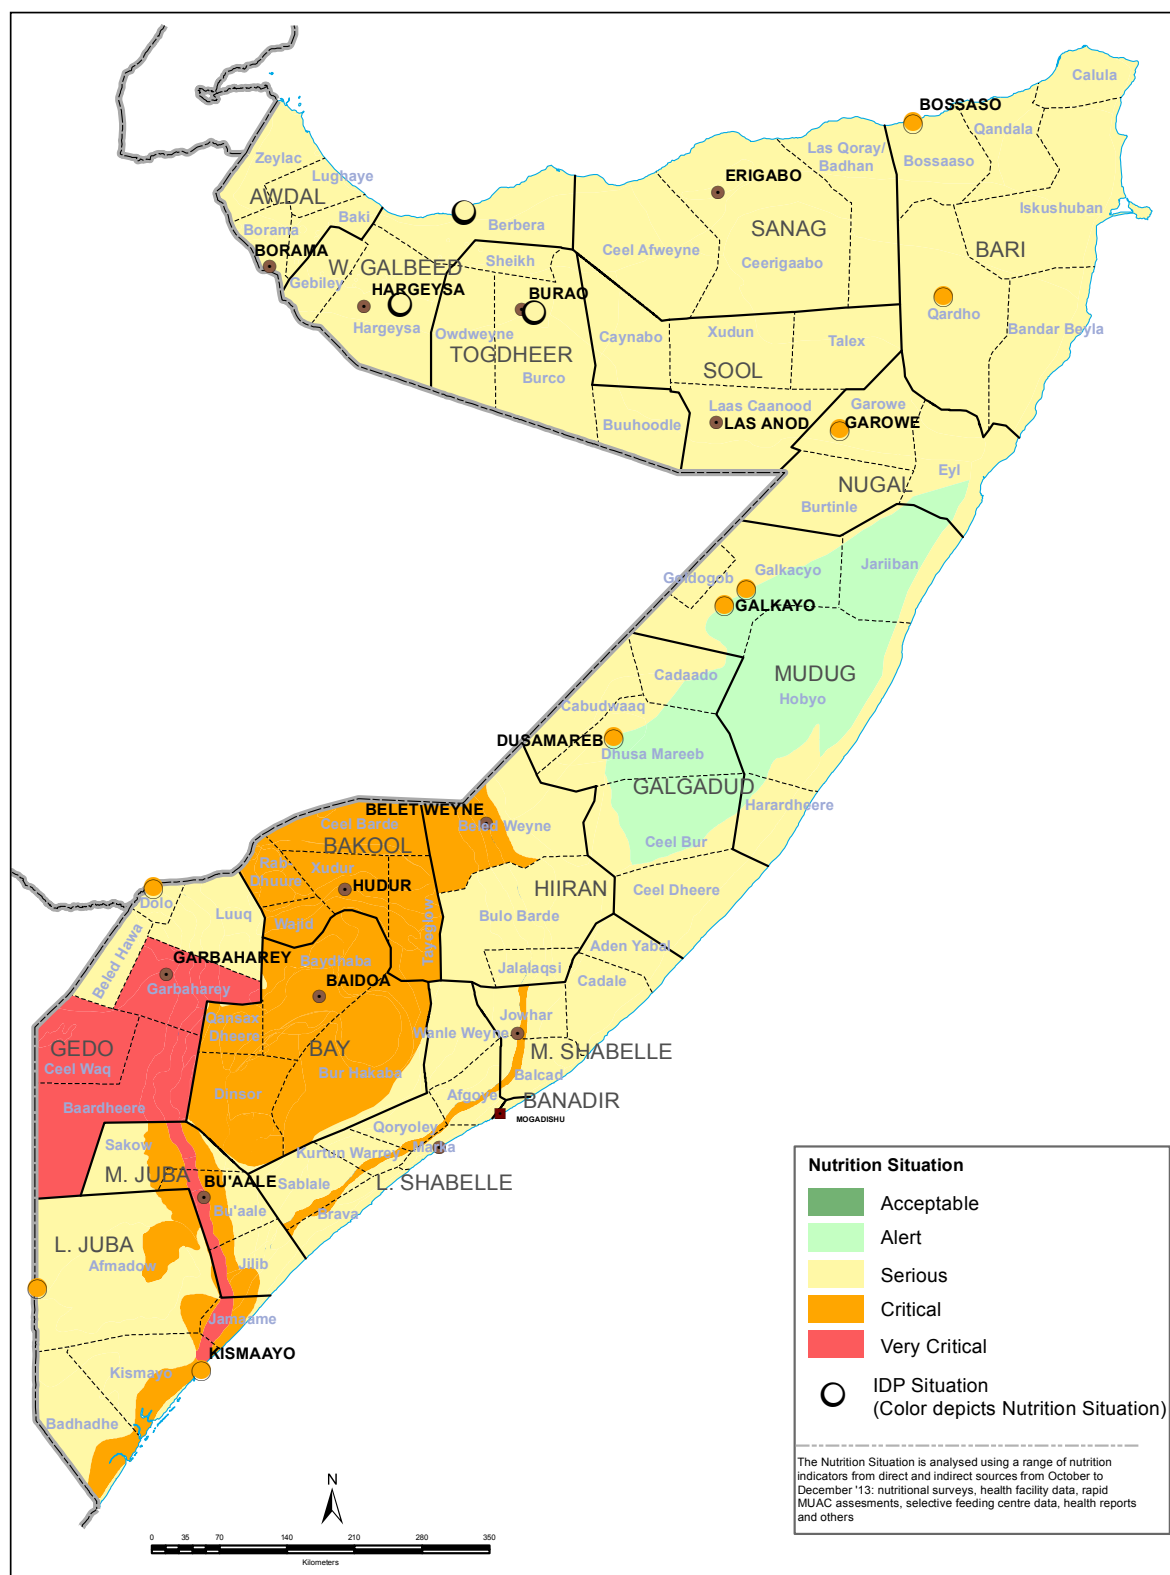 Calula
BOSSASO
Qandala
Las Qoray/
Badhan
Bossaaso
Zeylac
Lughaye
ERIGABO
AWDAL
Iskushuban
Baki
Berbera
SANAG
Borama
BORAMA
Ceel Afweyne
BARI
Sheikh
Ceerigaabo
W. GALBEED
Gebiley
HARGEYSA
BURAO
Qardho
Hargeysa
Owdweyne
Caynabo
Xudun
Talex
Bandar Beyla
TOGDHEER
SOOL
Burco
Laas Caanood
Garowe
Buuhoodle
LAS ANOD
GAROWE
Eyl
NUGAL
Burtinle
Jariiban
Galkacyo
Goldogob
GALKAYO
Cadaado
MUDUG
Hobyo
Cabudwaaq
DUSAMAREB
Dhusa Mareeb
GALGADUD
Harardheere
BELET WEYNE
Ceel Barde
Beled Weyne
Ceel Bur
BAKOOL
Rab
Dhuure
Xudur
HUDUR
HIIRAN
Ceel Dheere
Dolo
Luuq
Wajid
Tayeeglow
Bulo Barde
Beled Hawa
Aden Yabal
GARBAHAREY
Baydhaba
Jalalaqsi
Cadale
Garbaharey
BAIDOA
Qansax
Dheere
Jowhar
Wanle Weyne
GEDO
BAY
M. SHABELLE
Ceel Waq
Bur Hakaba
Balcad
Dinsor
Afgoye
BANADIR
Baardheere
MOGADISHU
Qoryoley
Sakow
Kurtun Warrey
Marka
M. JUBA
BU'AALE
Sablale
L. SHABELLE
Bu'aale
Brava
L. JUBA
Afmadow
Jilib
Jamaame
KISMAAYO
Kismayo
Badhadhe
Nutrition Situation
Acceptable
Alert
Serious
Critical
Very Critical
IDP Situation
(Color depicts Nutrition Situation)
The Nutrition Situation is analysed using a range of nutrition
indicators from direct and indirect sources from October to
December '13: nutritional surveys, health facility data, rapid
MUAC assesments, selective feeding centre data, health reports
and others
N
0 35 70 140 210 280 350
Kilometers